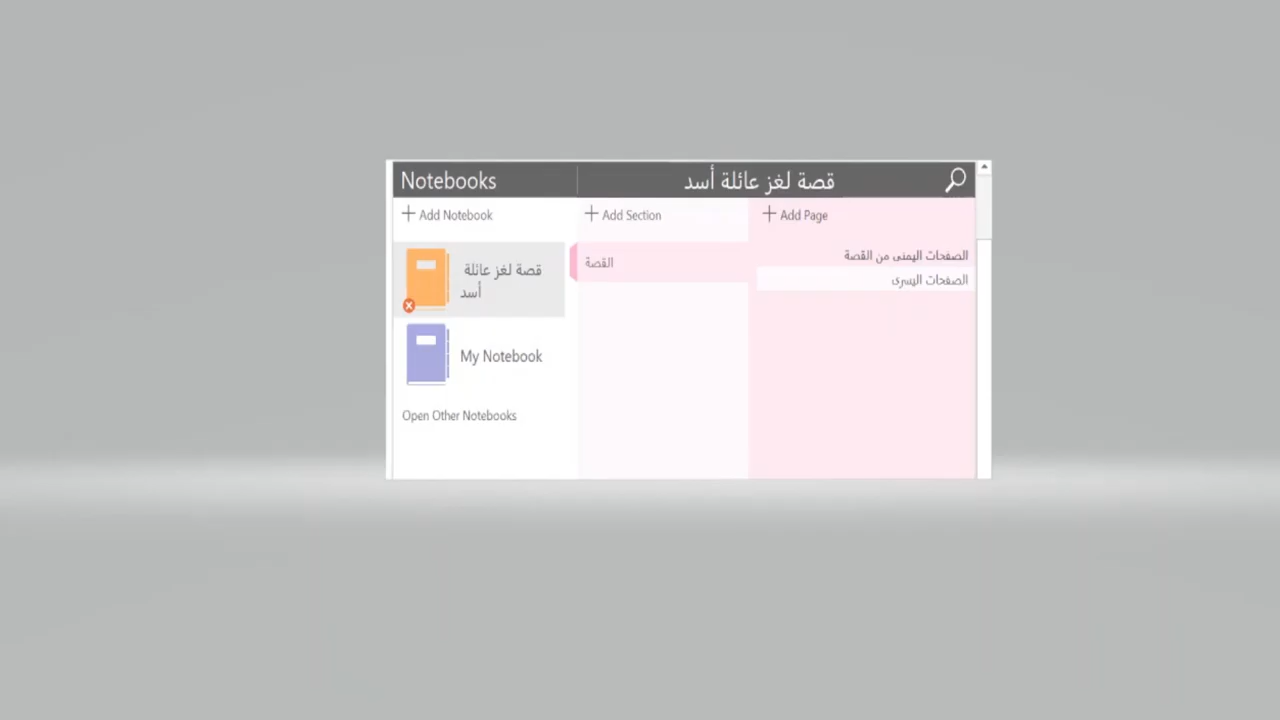 Notebooks
قصة لغز عائلة أسد
Add Notebook
Add Section
Add Page
قصة لغز عائلة
أسد
My Notebook
Open Other Notebooks
القصة
الصفحات اليمنى من القصة
الصفحات اليسرى